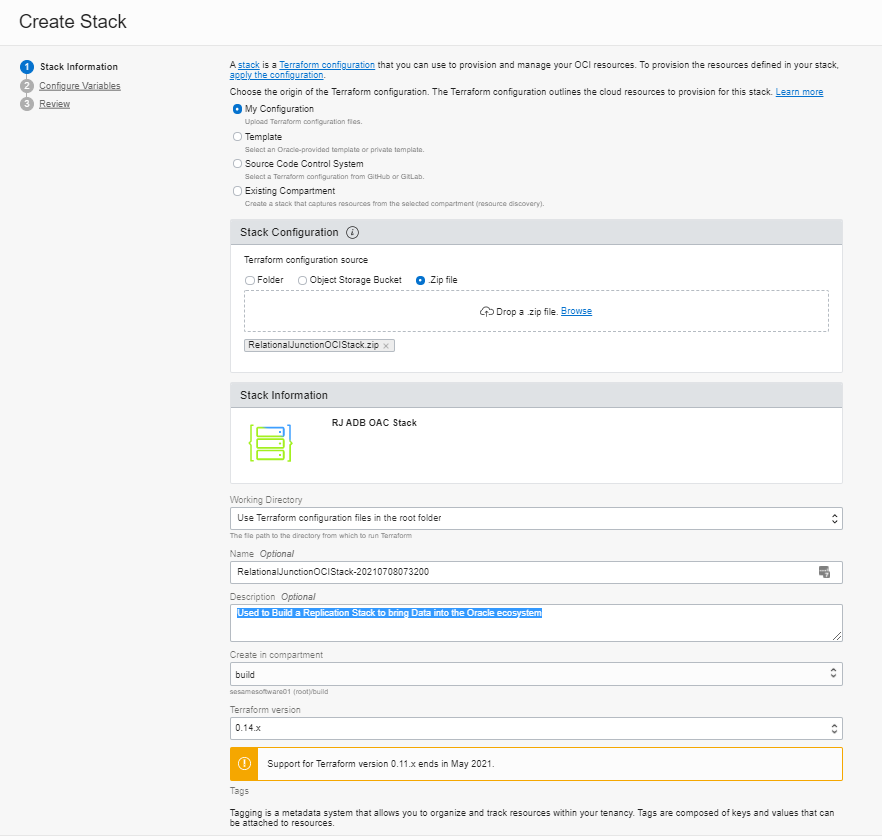 Create Stack
1 Stack Information
2 Configure Variables
3 Review
A stack is a Terraform configuration that you can use to provision and manage your OCI resources. To provision the resources defined in your stack,
apply the configuration.
Choose the origin of the Terraform configuration. The Terraform configuration outlines the cloud resources to provision for this stack. Learn more
My Configuration
Upload Terraform configuration files.
Template
Select an Oracle-provided template or private template.
Source Code Control System
Select a Terraform configuration from GitHub or GitLab.
Existing Compartment
Create a stack that captures resources from the selected compartment (resource discovery).
Stack Configuration i
Terraform configuration source
Folder Object Storage Bucket .Zip file
Drop a .zip file. Browse
RelationalJunctionOCIStack.zip ×
Stack Information
RJ ADB OAC Stack
Working Directory
Use Terraform configuration files in the root folder
The file path to the directory from which to run Terraform
Name Optional
RelationalJunctionOCIStack-20210708073200
Description Optional
Used to Build a Replication Stack to bring Data into the Oracle ecosystem
Create in compartment
build
sesamesoftware01 (root)/build
Terraform version
0.14.x
! Support for Terraform version 0.11.x ends in May 2021.
Tags
Tagging is a metadata system that allows you to organize and track resources within your tenancy. Tags are composed of keys and values that can
be attached to resources.